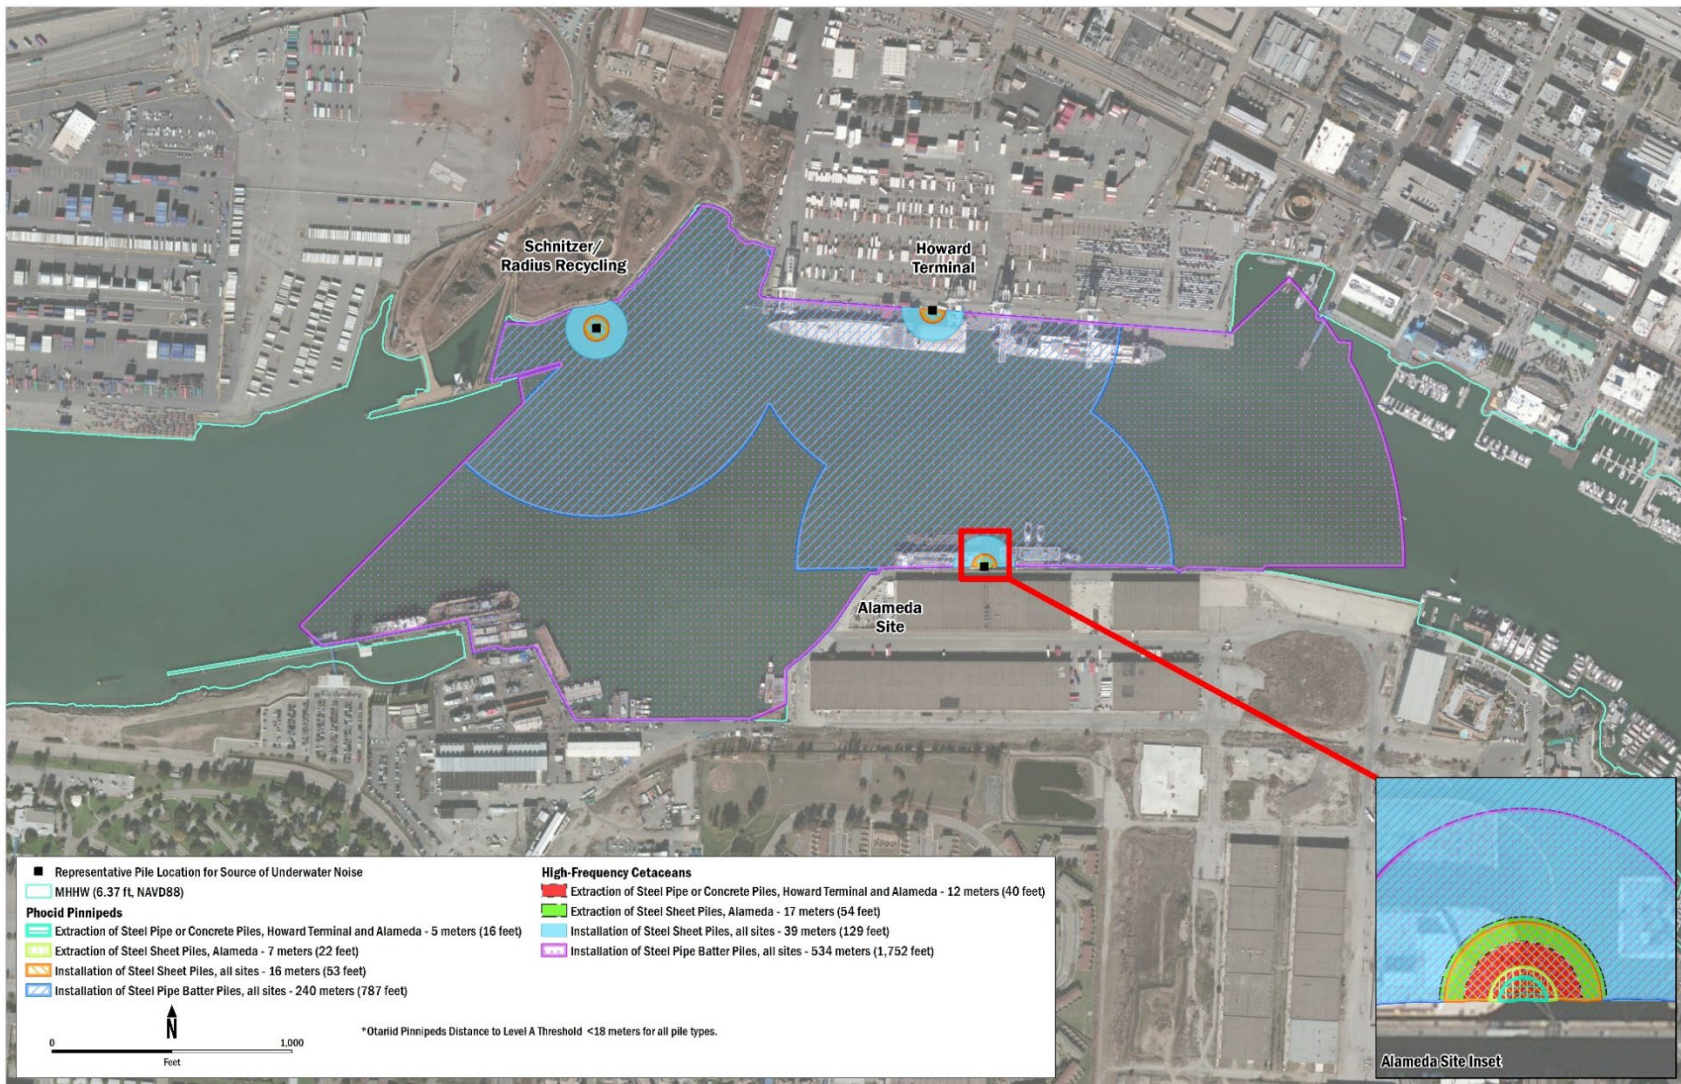 Schnitzer/
Radius Recycling
Howard
Terminal
Alameda
Site
Representative Pile Location for Source of Underwater Noise
MHHW (6.37 ft, NAVD88)
Phocid Pinnipeds
Extraction of Steel Pipe or Concrete Piles, Howard Terminal and Alameda - 5 meters (16 feet)
Extraction of Steel Sheet Piles, Alameda - 7 meters (22 feet)
Installation of Steel Sheet Piles, all sites - 16 meters (53 feet)
Installation of Steel Pipe Batter Piles, all sites - 240 meters (787 feet)
High-Frequency Cetaceans
Extraction of Steel Pipe or Concrete Piles, Howard Terminal and Alameda - 12 meters (40 feet)
Extraction of Steel Sheet Piles, Alameda - 17 meters (54 feet)
Installation of Steel Sheet Piles, all sites - 39 meters (129 feet)
Installation of Steel Pipe Batter Piles, all sites - 534 meters (1,752 feet)
N
0 1,000
Feet
*Otariid Pinnipeds Distance to Level A Threshold <18 meters for all pile types.
Alameda Site Inset